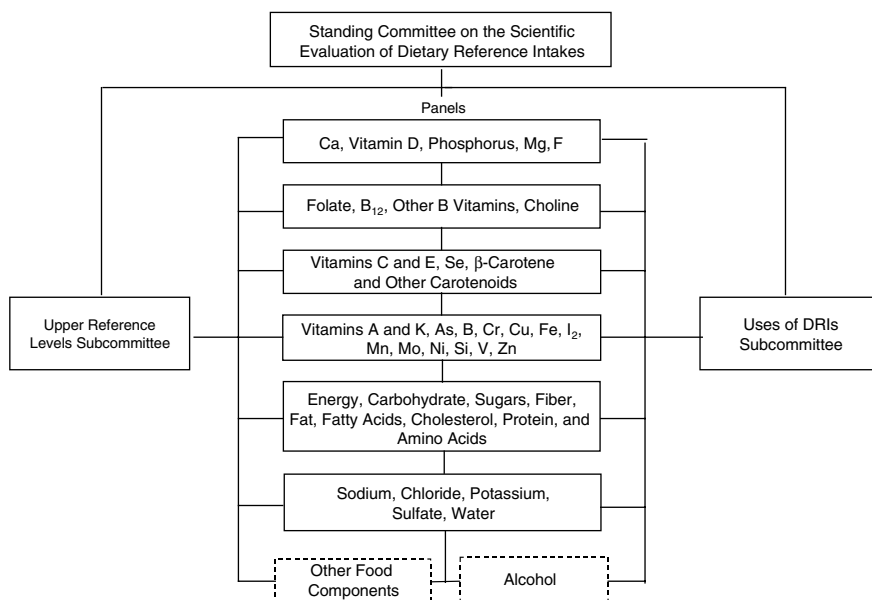 Standing Committee on the Scientific
Evaluation of Dietary Reference Intakes
Panels
Ca, Vitamin D, Phosphorus, Mg, F
Folate, B₁₂, Other B Vitamins, Choline
Vitamins C and E, Se, β-Carotene
and Other Carotenoids
Upper Reference
Levels Subcommittee
Vitamins A and K, As, B, Cr, Cu, Fe, I₂,
Mn, Mo, Ni, Si, V, Zn
Uses of DRIs
Subcommittee
Energy, Carbohydrate, Sugars, Fiber,
Fat, Fatty Acids, Cholesterol, Protein, and
Amino Acids
Sodium, Chloride, Potassium,
Sulfate, Water
Other Food
Components
Alcohol